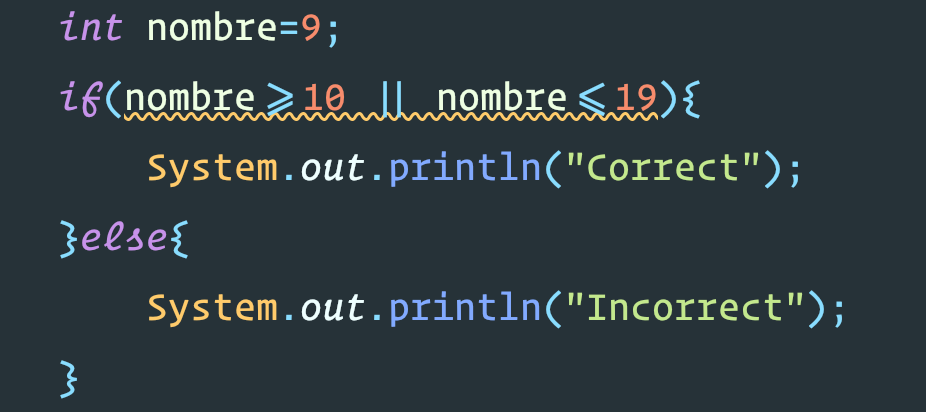 int nombre=9;
if(nombre>=10 || nombre<=19){
    System.out.println("Correct");
}else{
    System.out.println("Incorrect");
}